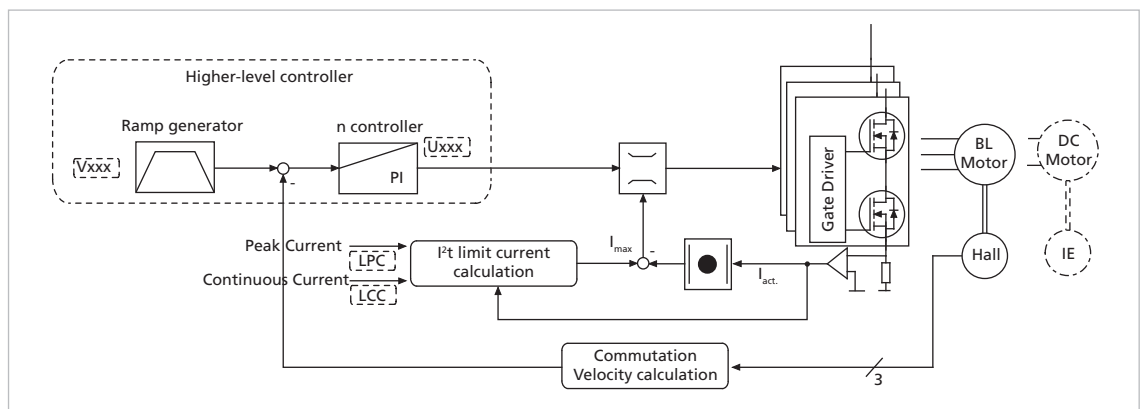 Higher-level controller
Ramp generator
n controller
Vxxx
Uxxx
-
PI
Gate Driver
BL
Motor
DC
Motor
Hall
IE
Peak Current
LPC
Continuous Current
LCC
I²t limit current
calculation
Imax
-
Iact.
Commutation
Velocity calculation
3